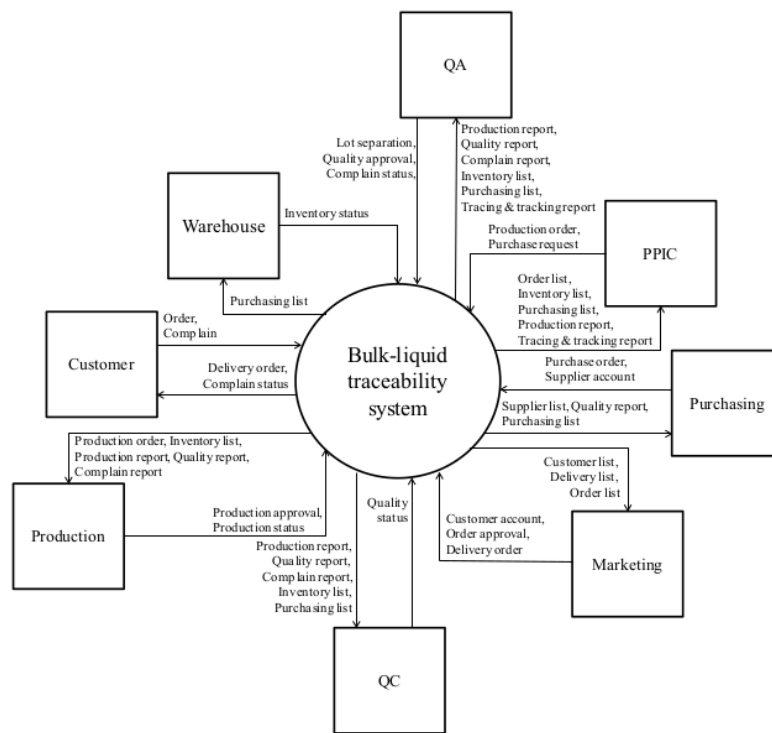 QA
Lot separation,
Quality approval,
Complain status,
Production report,
Quality report,
Complain report,
Inventory list,
Purchasing list,
Tracing & tracking report
Warehouse
Inventory status
Purchasing list
Production order,
Purchase request
PPIC
Order list,
Inventory list,
Purchasing list,
Production report,
Tracing & tracking report
Order,
Complain
Customer
Delivery order,
Complain status
Bulk-liquid
traceability
system
Purchase order,
Supplier account
Purchasing
Supplier list, Quality report,
Purchasing list
Production order, Inventory list,
Production report, Quality report,
Complain report
Production
Production approval,
Production status
Customer list,
Delivery list,
Order list
Customer account,
Order approval,
Delivery order
Marketing
Quality
status
Production report,
Quality report,
Complain report,
Inventory list,
Purchasing list
QC